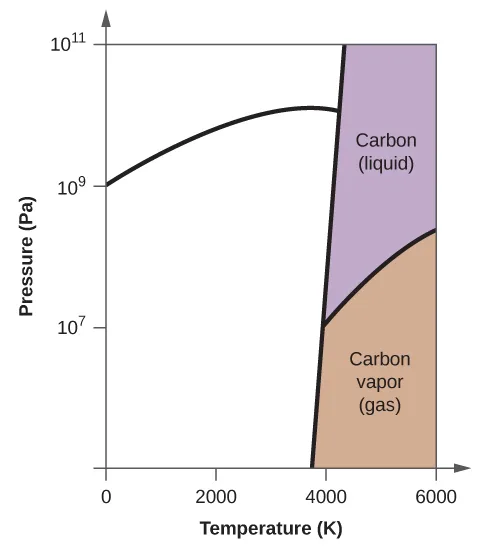 10¹¹
10⁹
10⁷
Pressure (Pa)
Carbon
(liquid)
Carbon
vapor
(gas)
0
2000
4000
6000
Temperature (K)